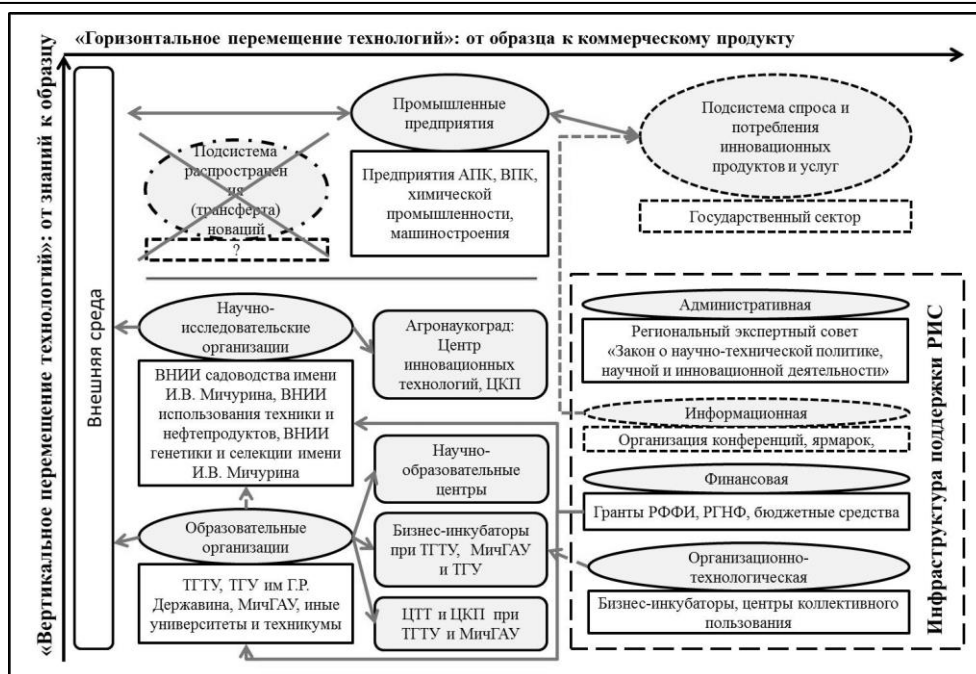 «Горизонтальное перемещение технологий»: от образца к коммерческому продукту
«Вертикальное перемещение технологий»: от знаний к образцу
Внешняя среда
Промышленные
предприятия
Предприятия АПК, ВПК,
химической
промышленности,
машиностроения
Подсистема спроса и
потребления
инновационных
продуктов и услуг
Государственный сектор
Подсистема
распространен
ия
(трансферта)
новаций
?
Научно-
исследовательские
организации
ВНИИ садоводства имени
И.В. Мичурина, ВНИИ
использования техники и
нефтепродуктов, ВНИИ
генетики и селекции имени
И.В. Мичурина
Агронаукоград:
Центр
инновационных
технологий, ЦКП
Образовательные
организации
ТГТУ, ТГУ им Г.Р.
Державина, МичГАУ, иные
университеты и техникумы
Научно-
образовательные
центры
Бизнес-инкубаторы
при ТГТУ, МичГАУ
и ТГУ
ЦТТ и ЦКП при
ТГТУ и МичГАУ
Административная
Региональный экспертный совет
«Закон о научно-технической политике,
научной и инновационной деятельности»
Информационная
Организация конференций, ярмарок,
Финансовая
Гранты РФФИ, РГНФ, бюджетные средства
Организационно-
технологическая
Бизнес-инкубаторы, центры коллективного
пользования
Инфраструктура поддержки РИС